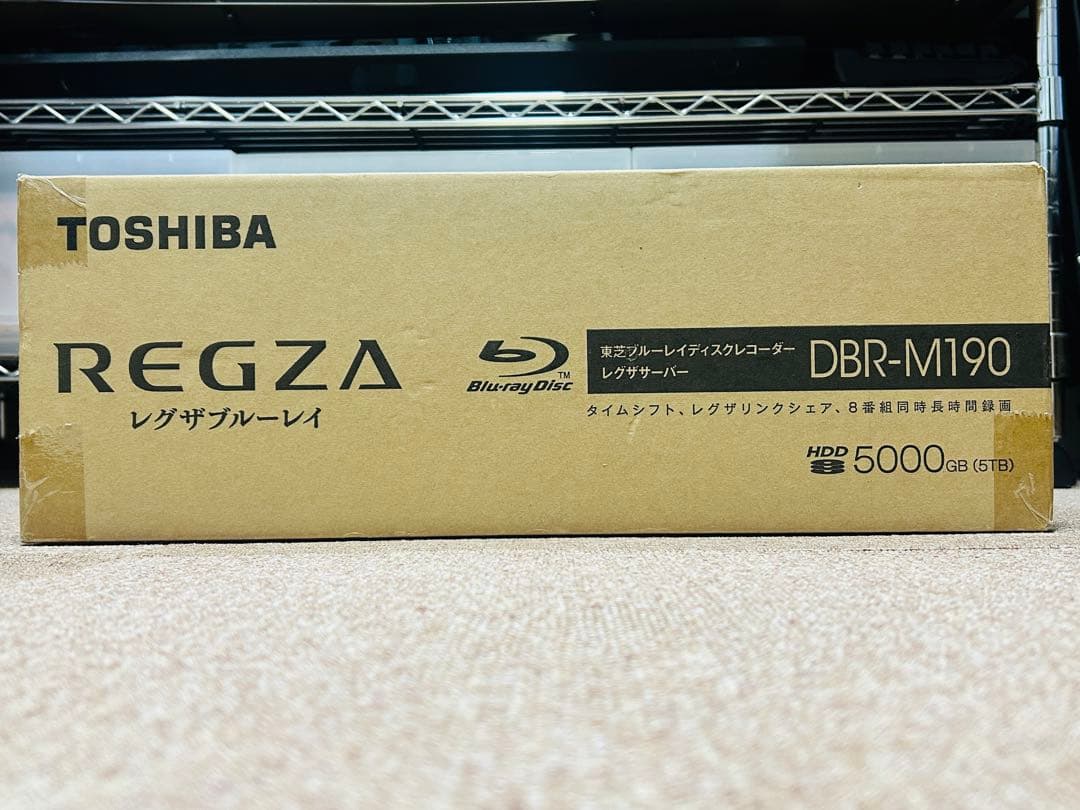 TOSHIBA
REGZA
レグザブルーレイ
Blu-ray Disc™
東芝ブルーレイディスクレコーダー
レグザサーバー
DBR-M190
タイムシフト、レグザリンクシェア、8番組同時長時間録画
HDD 5000GB (5TB)